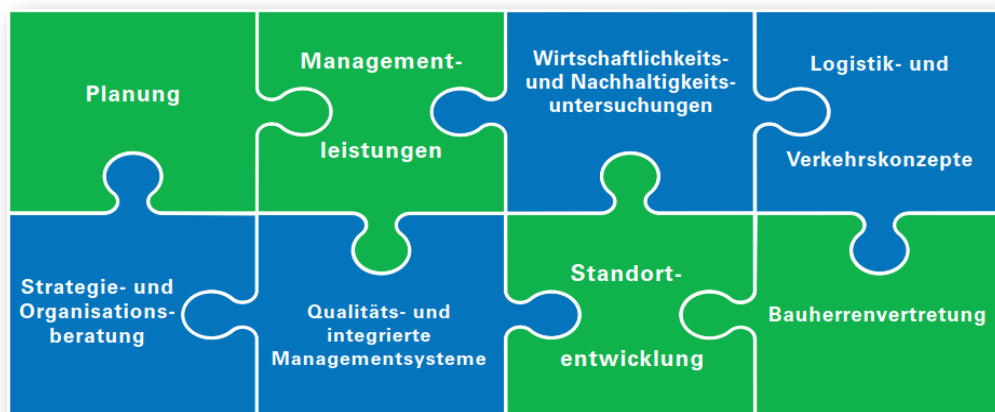 Planung
Management-
leistungen
Wirtschaftlichkeits-
und Nachhaltigkeits-
untersuchungen
Logistik- und
Verkehrskonzepte
Strategie- und
Organisations-
beratung
Qualitäts- und
integrierte
Managementsysteme
Standort-
entwicklung
Bauherrenvertretung